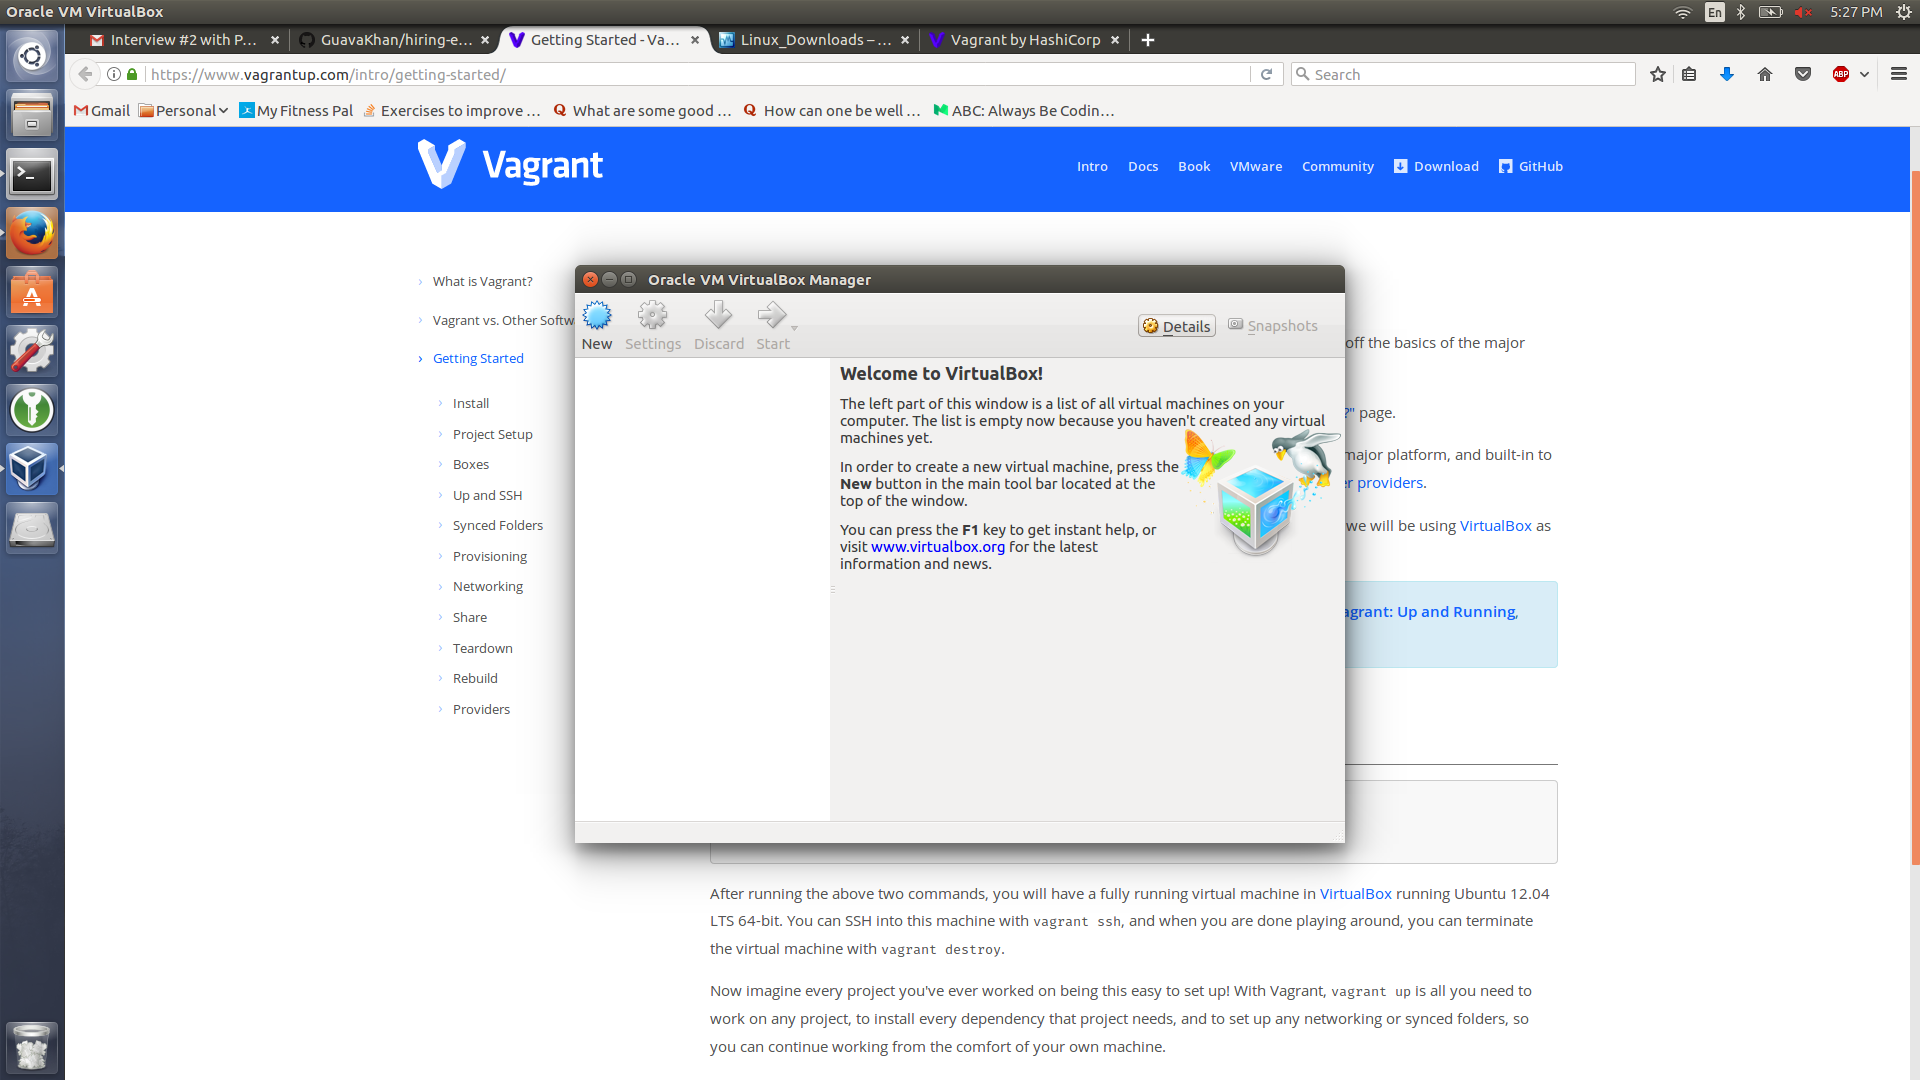 Oracle VM VirtualBox
En
5:27 PM
Interview #2 with P...
GuavaKhan/hiring-e...
Getting Started - Va...
Linux_Downloads – ...
Vagrant by HashiCorp
https://www.vagrantup.com/intro/getting-started/
Search
ABP
Gmail
Personal
My Fitness Pal
Exercises to improve ...
What are some good ...
How can one be well ...
ABC: Always Be Codin...
Vagrant
Intro
Docs
Book
VMware
Community
Download
GitHub
What is Vagrant?
Vagrant vs. Other Softw
Getting Started
Install
Project Setup
Boxes
Up and SSH
Synced Folders
Provisioning
Networking
Share
Teardown
Rebuild
Providers
Oracle VM VirtualBox Manager
New
Settings
Discard
Start
Details
Snapshots
Welcome to VirtualBox!
The left part of this window is a list of all virtual machines on your
computer. The list is empty now because you haven't created any virtual
machines yet.
In order to create a new virtual machine, press the
New button in the main tool bar located at the
top of the window.
You can press the F1 key to get instant help, or
visit www.virtualbox.org for the latest
information and news.
off the basics of the major
?" page.
major platform, and built-in to
r providers.
we will be using VirtualBox as
agrant: Up and Running,
After running the above two commands, you will have a fully running virtual machine in VirtualBox running Ubuntu 12.04
LTS 64-bit. You can SSH into this machine with vagrant ssh, and when you are done playing around, you can terminate
the virtual machine with vagrant destroy.
Now imagine every project you've ever worked on being this easy to set up! With Vagrant, vagrant up is all you need to
work on any project, to install every dependency that project needs, and to set up any networking or synced folders, so
you can continue working from the comfort of your own machine.